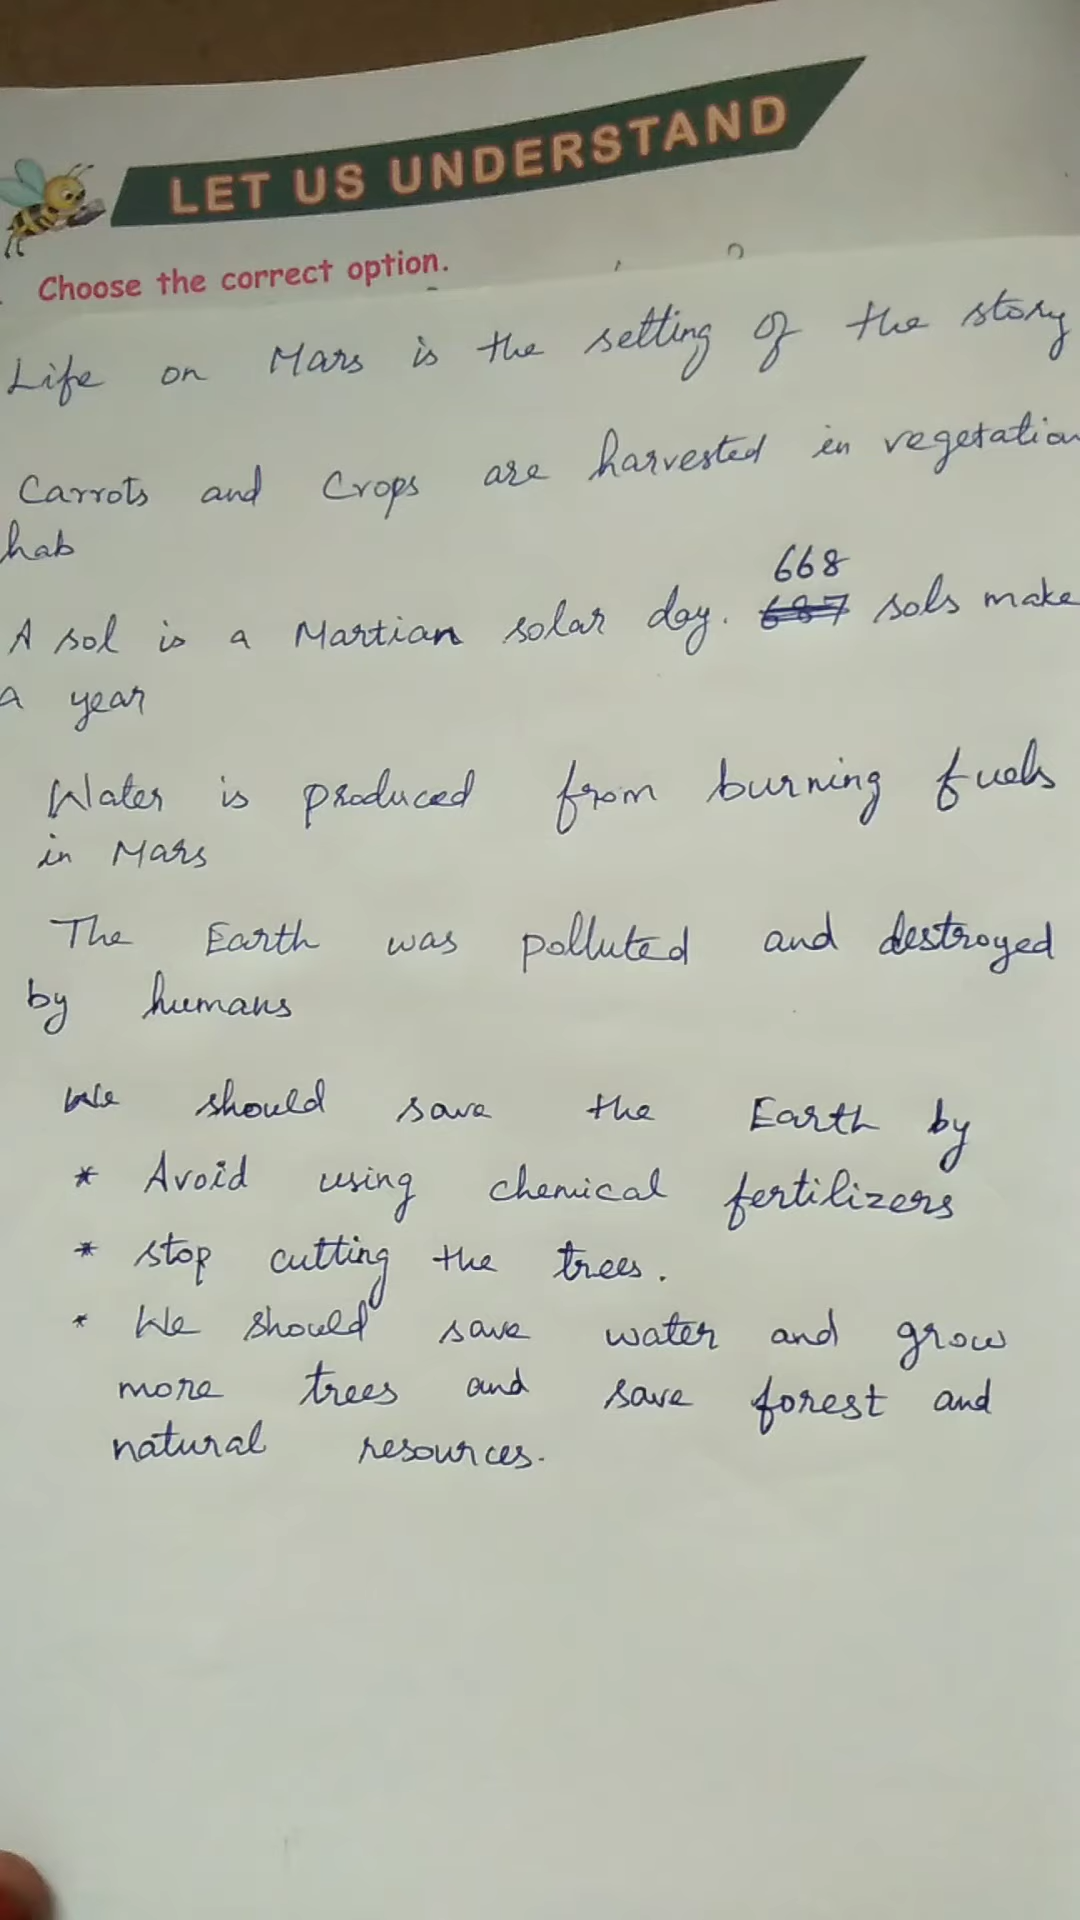 LET US UNDERSTAND
Choose the correct option.
Life on Mars is the setting of the story
Carrots and Crops are harvested in vegetation
hab
668
A sol is a Martian solar day. 687 sols make
a year
Water is produced from burning fuels
in Mars
The Earth was polluted and destroyed
by humans
We should save the Earth by
* Avoid using chemical fertilizers
* stop cutting the trees.
* We should save water and grow
more trees and save forest and
natural resources.